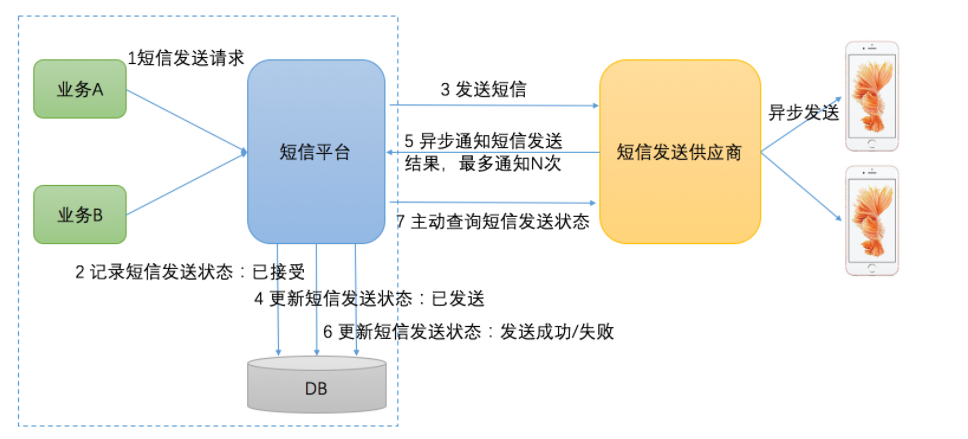 1短信发送请求
业务A
业务B
短信平台
3 发送短信
5 异步通知短信发送
结果，最多通知N次
7 主动查询短信发送状态
短信发送供应商
异步发送
2 记录短信发送状态：已接受
4 更新短信发送状态：已发送
6 更新短信发送状态：发送成功/失败
DB